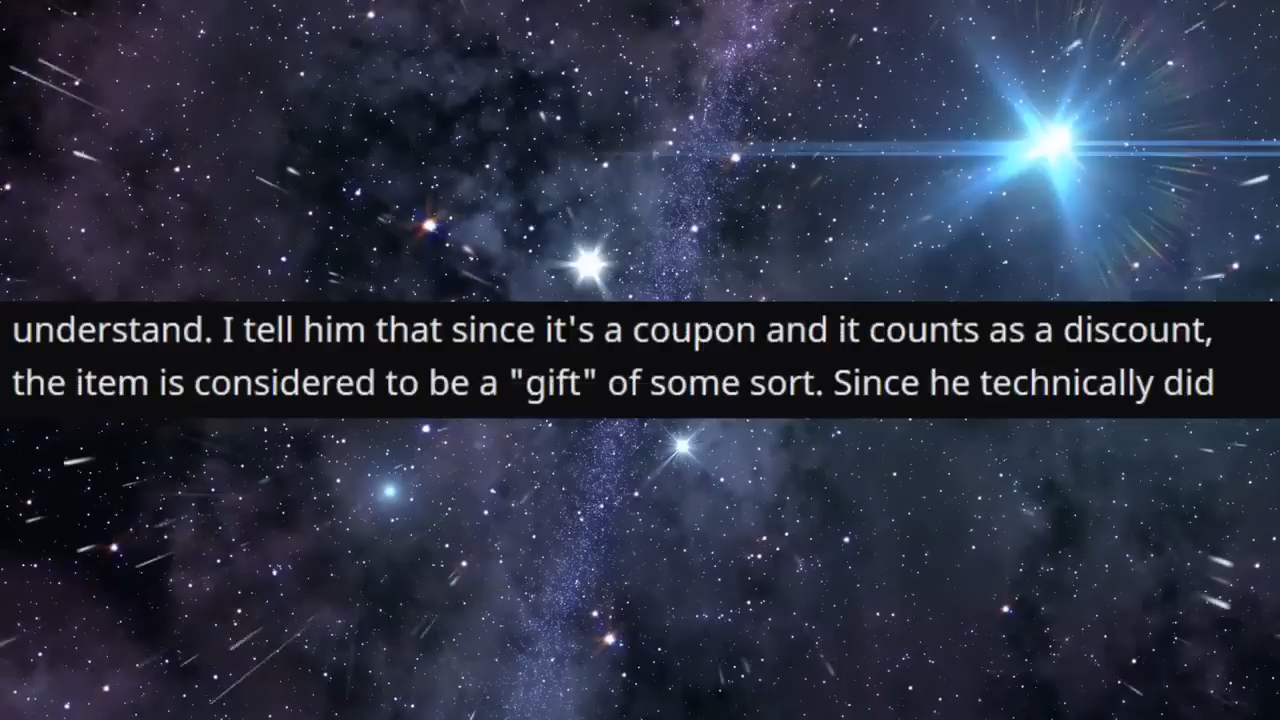 understand. I tell him that since it's a coupon and it counts as a discount,
the item is considered to be a "gift" of some sort. Since he technically did